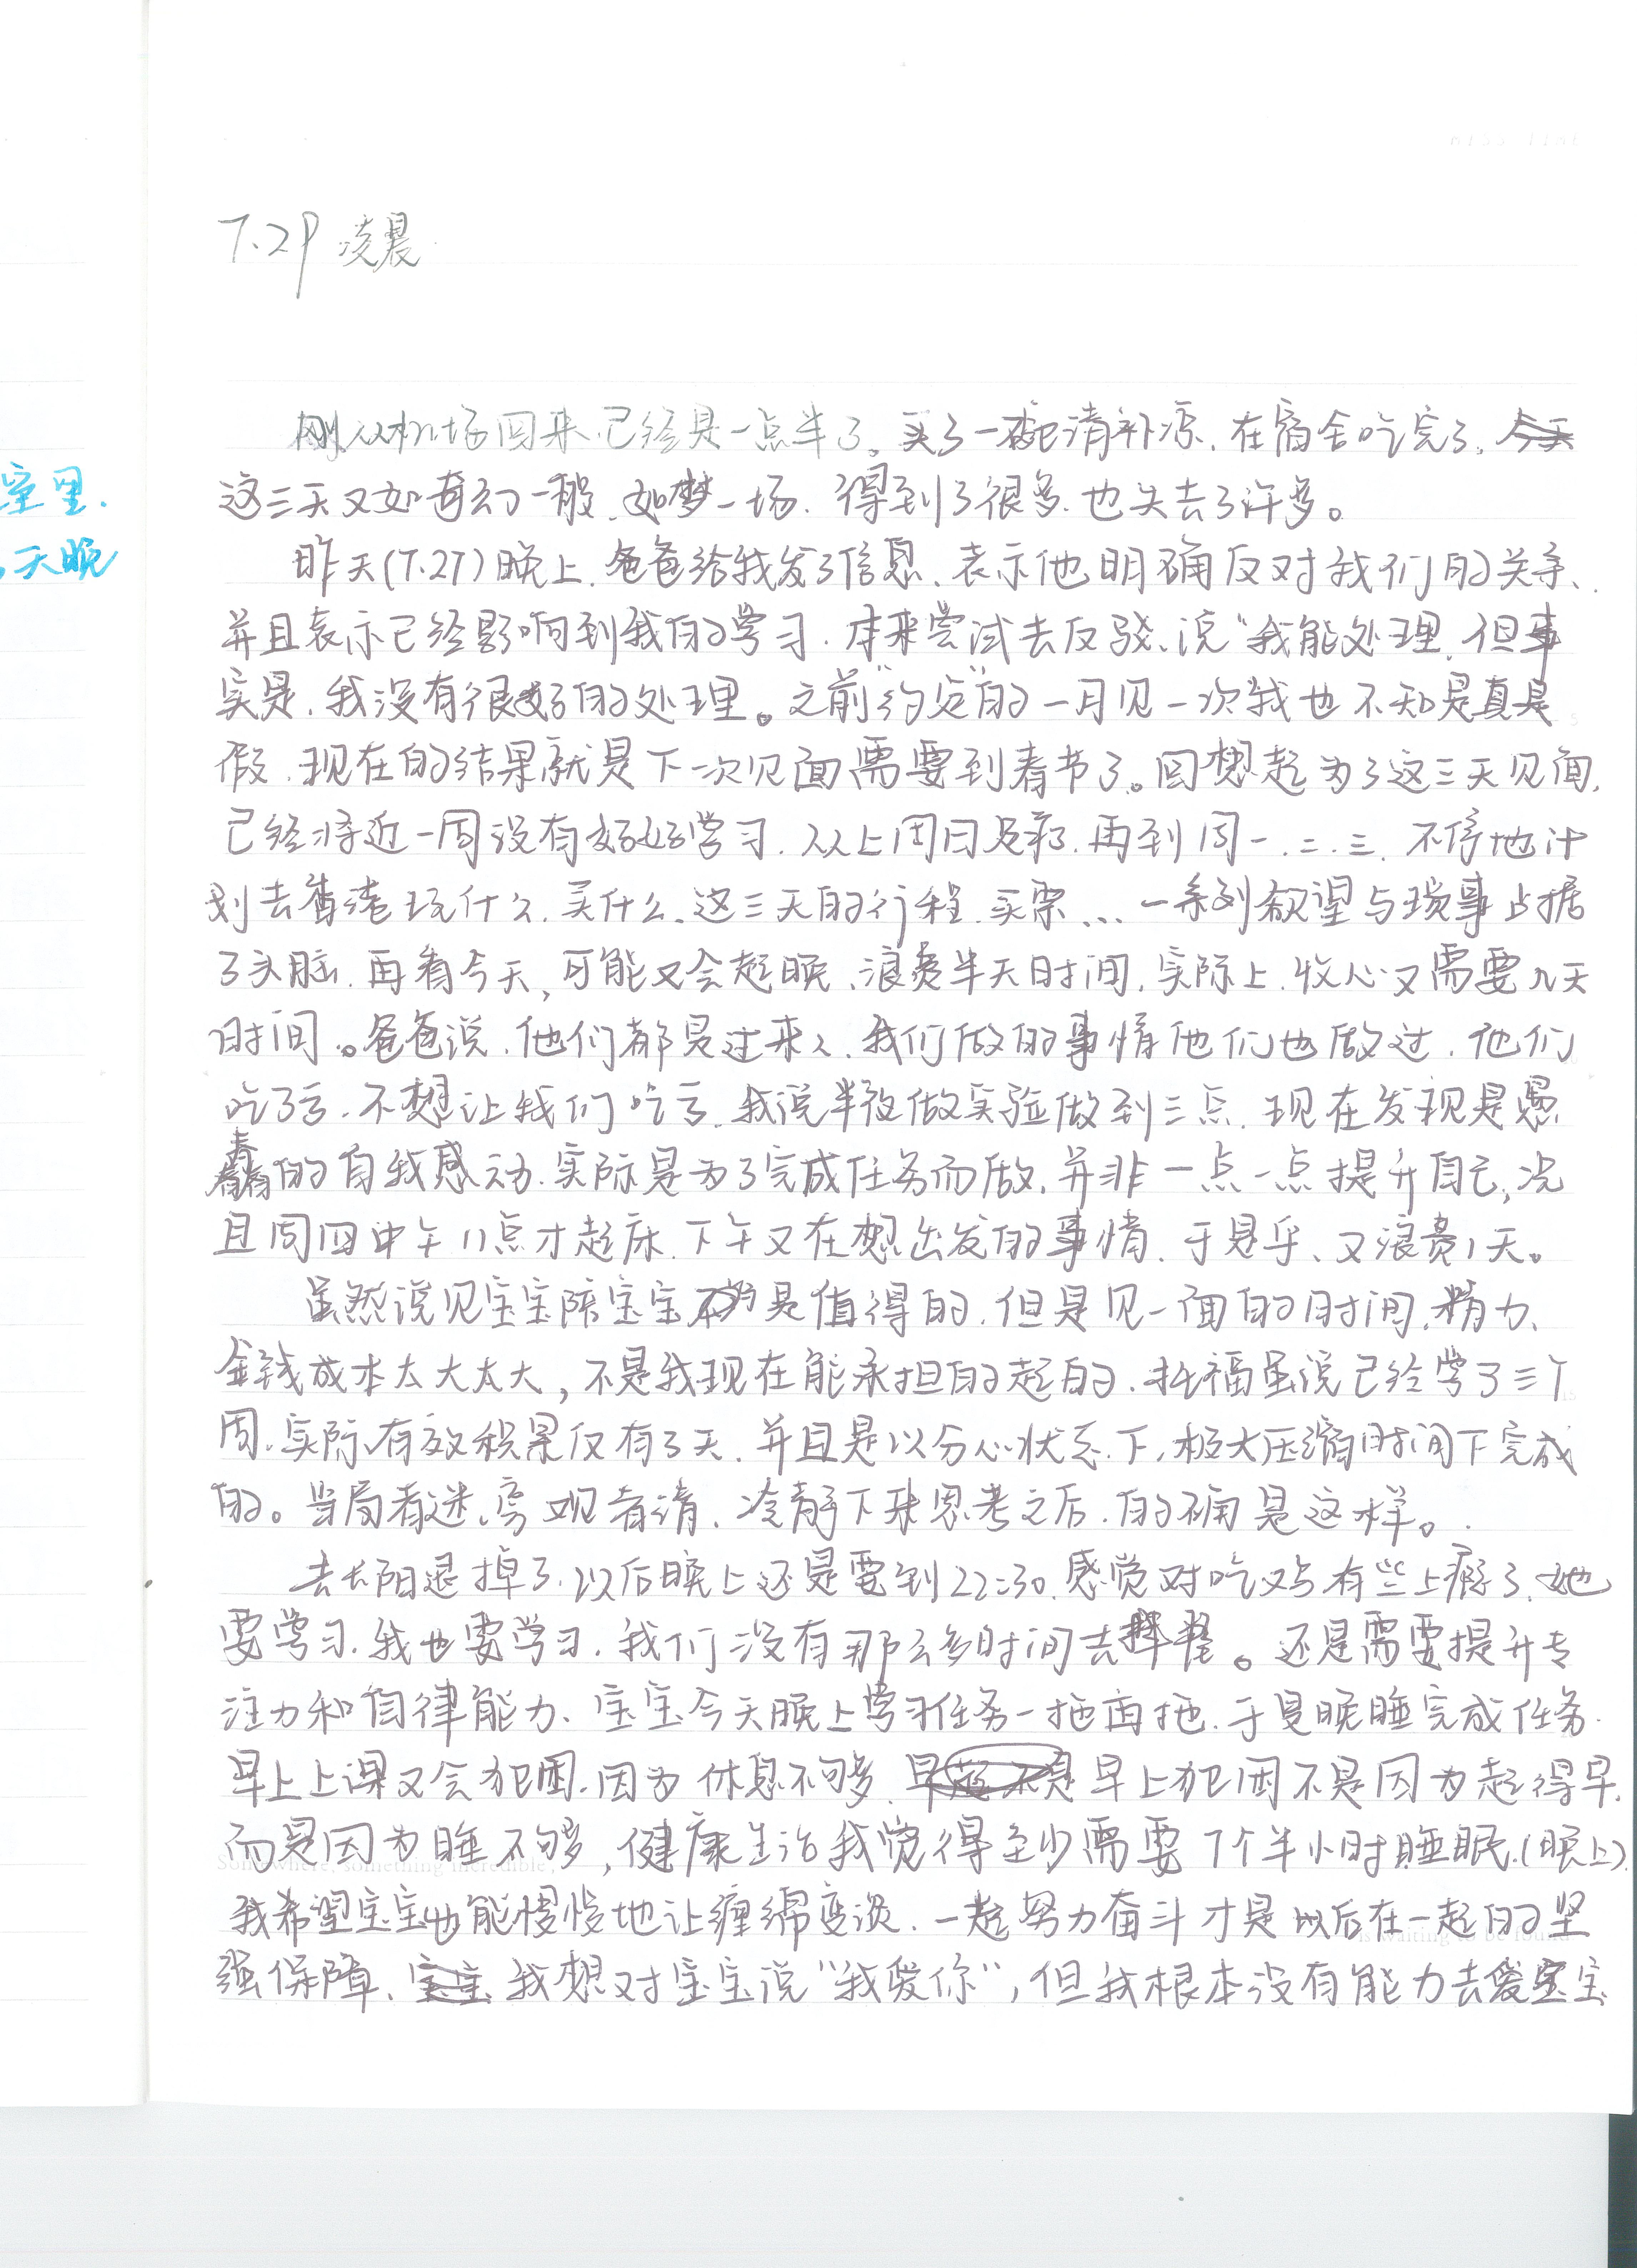 7.29 凌晨
刚从机场回来已经是一点半了。买了一碗清补凉、在宿舍吃完了。今天
这三天又如奇幻一般、如梦一场、得到了很多、也失去了许多。
昨天(7.27)晚上、爸爸给我发了信息、表示他明确反对我们的关系、
并且表示已经影响到我的学习、本来尝试去反驳、说“我能处理、但事
实是、我没有很好的处理。之前“约定”的一月见一次我也不知是真是
假、现在的结果就是下一次见面需要到春节了。回想起为了这三天见面、
已经将近一周没有好好学习、从上周日 再到周一、二、三、不停地计
划去香港玩什么、买什么、这三天的行程、买票... 一系列欲望与琐事占据
了头脑、再看今天，可能又会起晚、浪费半天时间、实际上、收心又需要几天
时间。爸爸说、他们都是过来人、我们做的事情他们也做过、他们
吃了亏、不想让我们吃亏、我说半夜做实验做到三点、现在发现是愚
蠢的自我感动、实际是为了完成任务而做、并非一点一点提升自己，况
且周四中午11点才起床、下午又在想出发的事情、于是乎、又浪费1天。
虽然说见宝宝陪宝宝 是值得的、但是见一面的时间、精力、
金钱成本太大太大，不是我现在能承担的起的、托福虽说已经学了三个
周、实际有效积累仅有3天、并且是以分心状态下、极大压缩时间下完成
的。当局者迷、旁观者清、冷静下来思考之后、的确是这样。
去 阳退掉了、以后晚上还是要到22:30、感觉对 有些上瘾了、她
要学习、我也要学习、我们没有那么多时间去 。还是需要提升专
注力和自律能力、宝宝今天晚上学习任务一拖再拖、于是晚睡完成任务、
早上上课又会犯困、因为休息不够、早起不是早上犯困不是因为起得早、
而是因为睡不够，健康生活我觉得至少需要7个半小时睡眠、(晚上)
我希望宝宝也能慢慢地让缠绵变淡、一起努力奋斗才是以后在一起的坚
强保障、宝宝 我想对宝宝说“我爱你”，但我根本没有能力去爱宝宝
室里、
天晚
Somewhere, something incredible
is waiting to be found